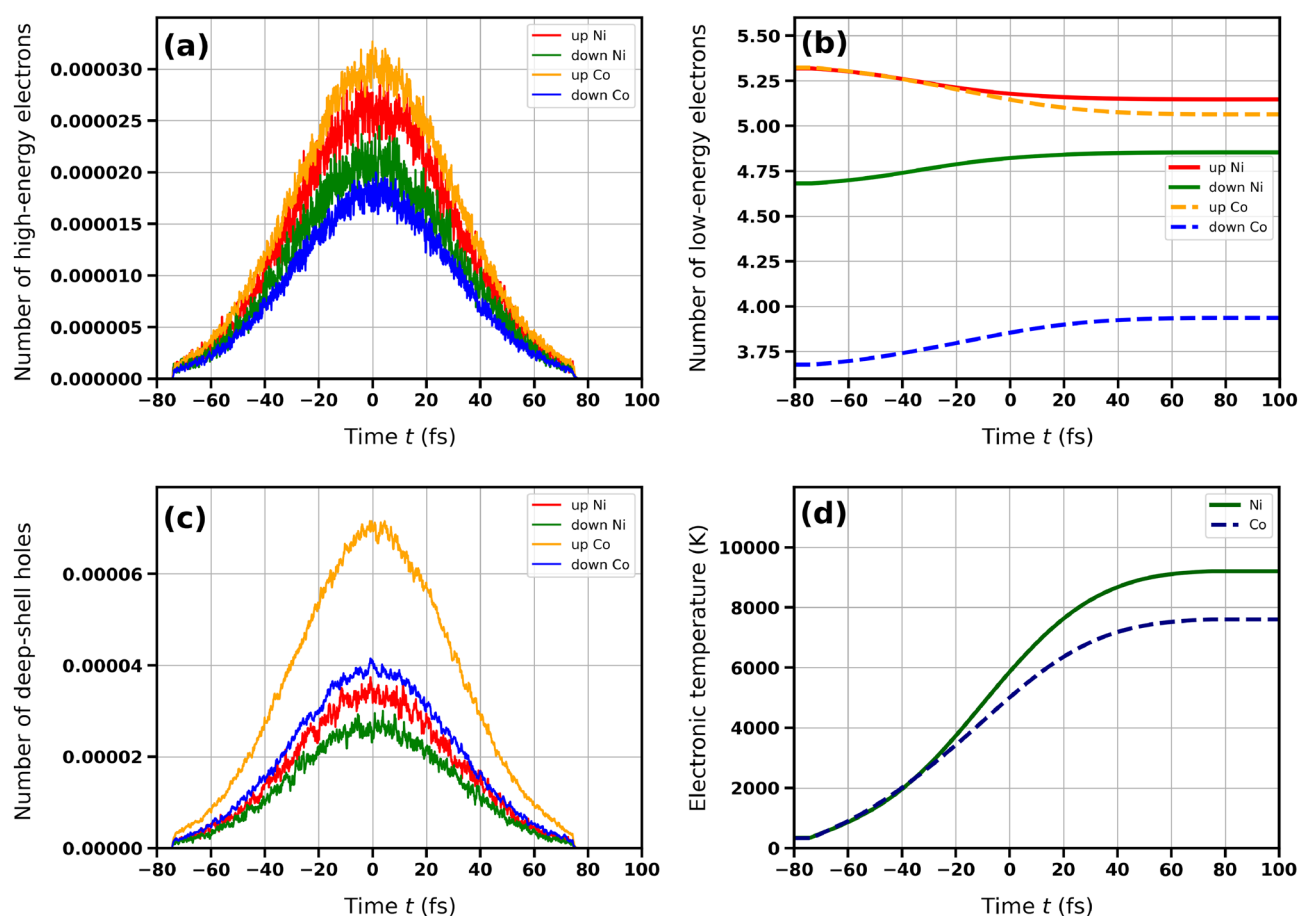 (a)
Number of high-energy electrons
0.000030
0.000025
0.000020
0.000015
0.000010
0.000005
0.000000
−80 −60 −40 −20 0 20 40 60 80 100
Time t (fs)
up Ni
down Ni
up Co
down Co
(b)
Number of low-energy electrons
5.50
5.25
5.00
4.75
4.50
4.25
4.00
3.75
−80 −60 −40 −20 0 20 40 60 80 100
Time t (fs)
up Ni
down Ni
up Co
down Co
(c)
Number of deep-shell holes
0.00006
0.00004
0.00002
0.00000
−80 −60 −40 −20 0 20 40 60 80 100
Time t (fs)
up Ni
down Ni
up Co
down Co
(d)
Electronic temperature (K)
10000
8000
6000
4000
2000
0
−80 −60 −40 −20 0 20 40 60 80 100
Time t (fs)
Ni
Co